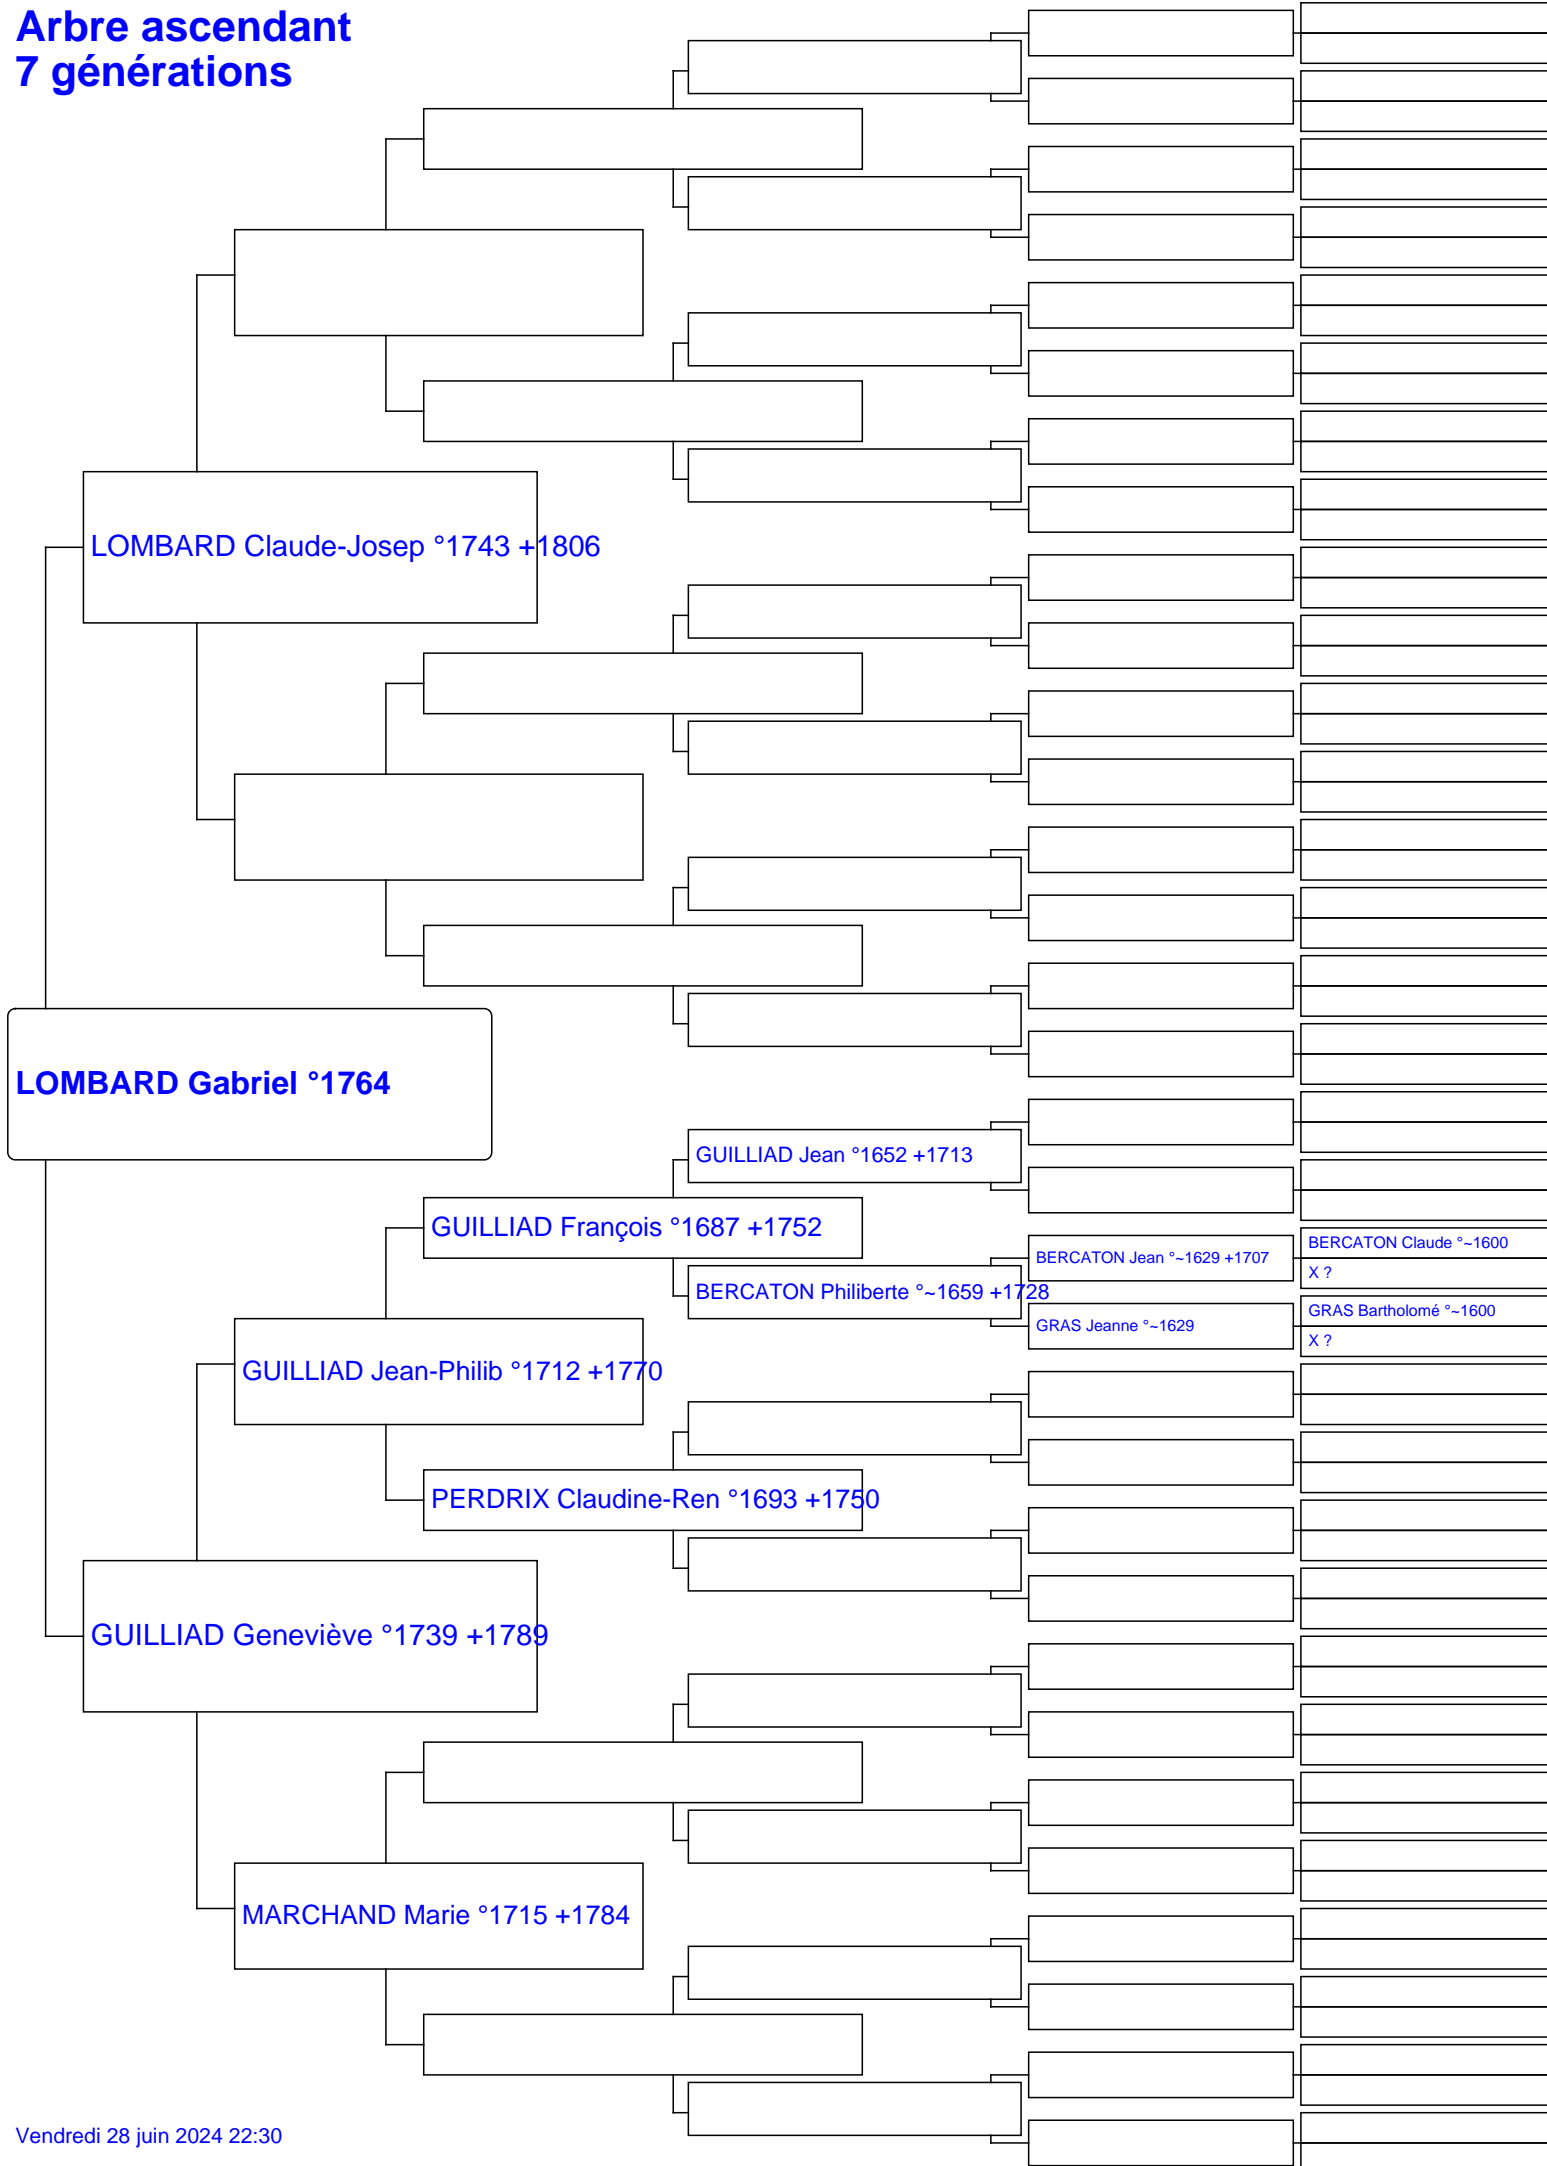 Arbre ascendant
7 générations
LOMBARD Claude-Josep °1743 +1806
LOMBARD Gabriel °1764
GUILLIAD Jean °1652 +1713
GUILLIAD François °1687 +1752
BERCATON Claude °~1600
BERCATON Jean °~1629 +1707
X ?
BERCATON Philiberte °~1659 +1728
GRAS Bartholomé °~1600
GRAS Jeanne °~1629
X ?
GUILLIAD Jean-Philib °1712 +1770
PERDRIX Claudine-Ren °1693 +1750
GUILLIAD Geneviève °1739 +1789
MARCHAND Marie °1715 +1784
Vendredi 28 juin 2024 22:30